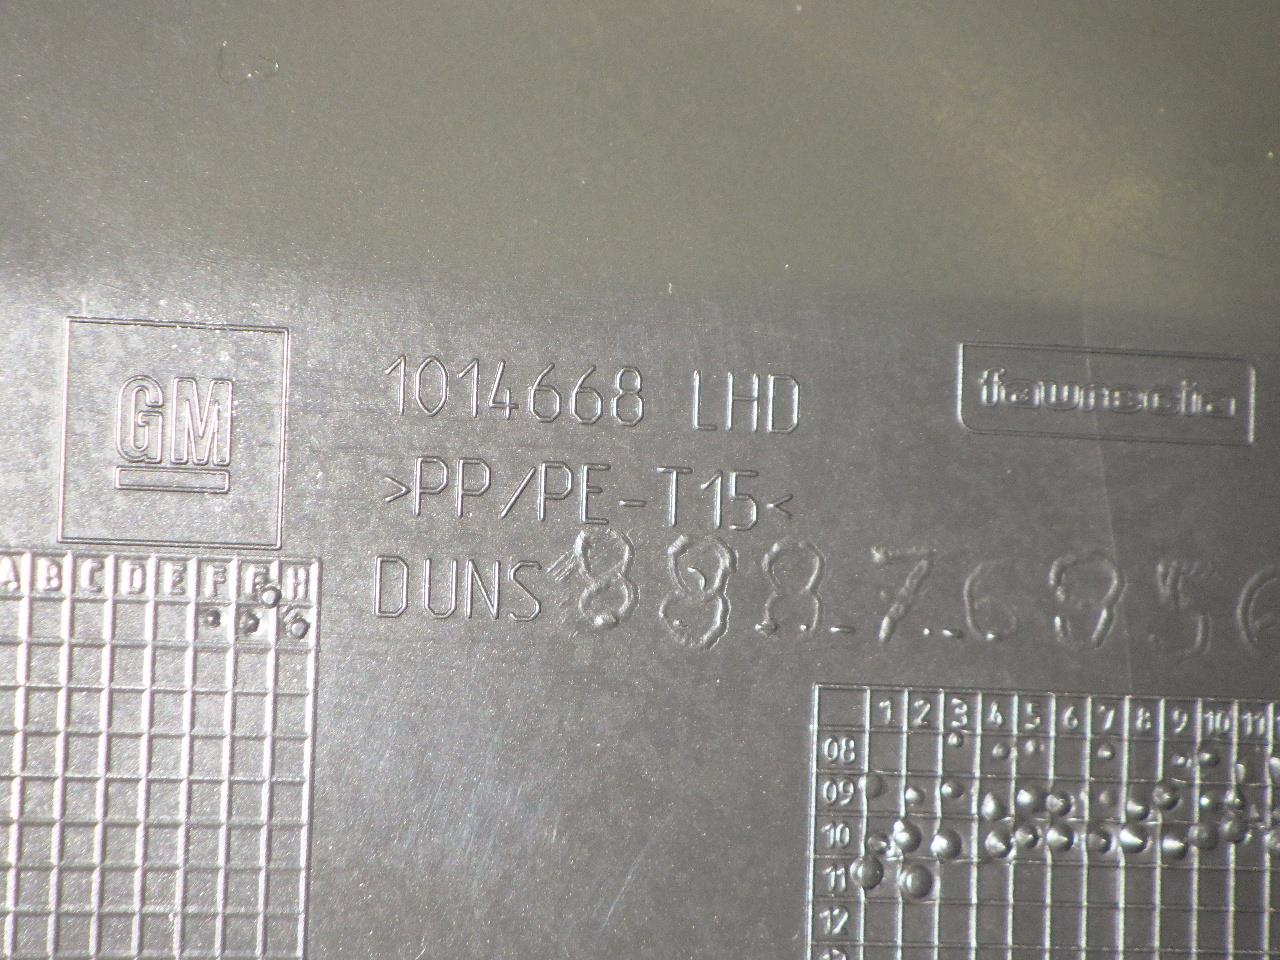 GM
1014668 LHD
faurecia
>PP/PE-T15<
DUNS
A B C D E F G H
1 2 3 4 5 6 7 8 9 10 11
08
09
10
11
12